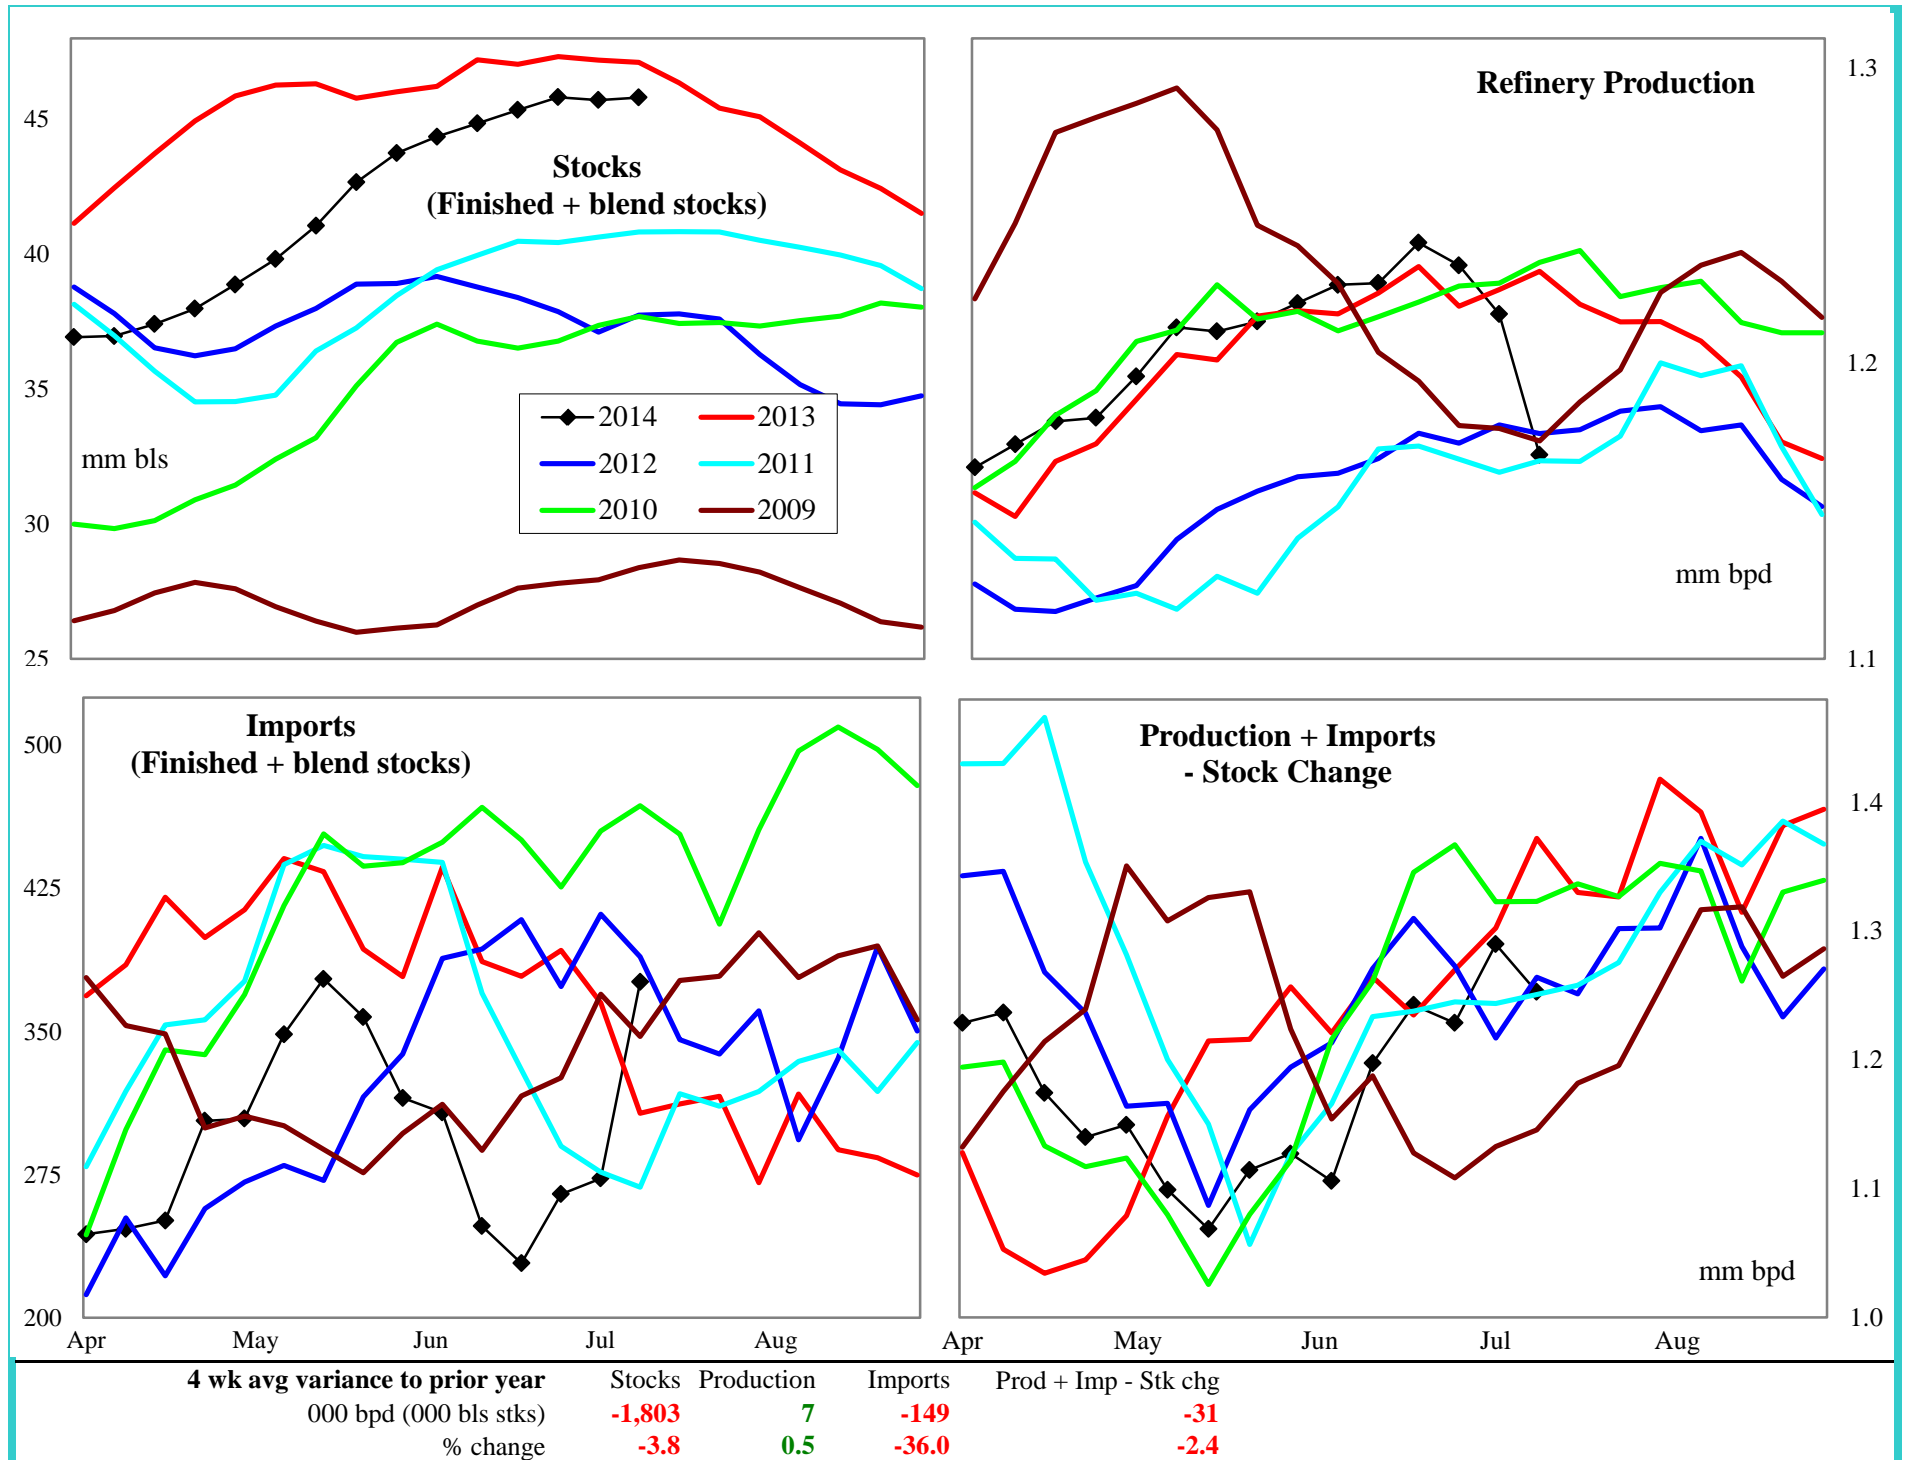 Stocks
(Finished + blend stocks)
mm bls
45
40
35
30
25
2014
2013
2012
2011
2010
2009
Refinery Production
mm bpd
1.3
1.2
1.1
Imports
(Finished + blend stocks)
500
425
350
275
200
Apr May Jun Jul Aug
Production + Imports
- Stock Change
mm bpd
1.4
1.3
1.2
1.1
1.0
Apr May Jun Jul Aug
4 wk avg variance to prior year Stocks Production Imports Prod + Imp - Stk chg
000 bpd (000 bls stks) -1,803 7 -149 -31
% change -3.8 0.5 -36.0 -2.4